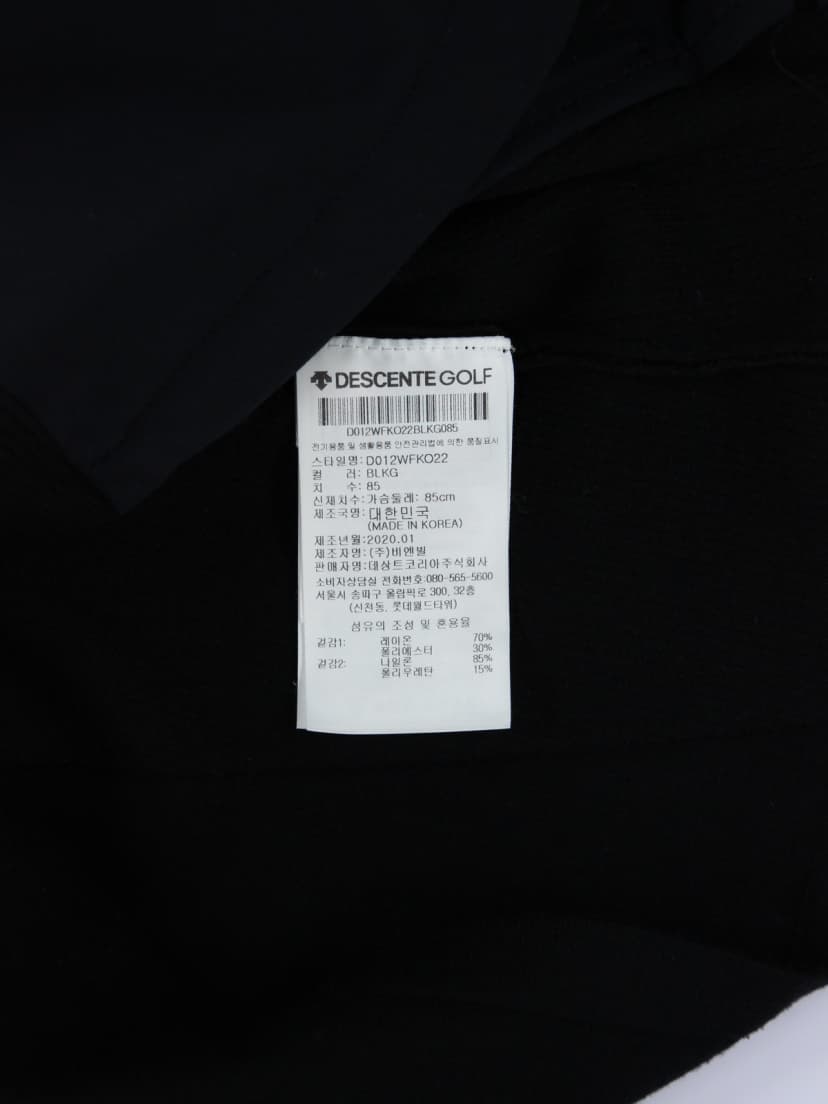 DESCENTE GOLF
D012WFKO22BLKG085
전기용품 및 생활용품 안전관리법에 의한 품질표시
스타일명: D012WFKO22
컬 러: BLKG
치 수: 85
신체치수: 가슴둘레: 85cm
제조국명: 대한민국
(MADE IN KOREA)
제조년월: 2020.01
제조자명: (주)비엔빌
판매자명: 데상트코리아주식회사
소비자상담실 전화번호: 080-565-5600
서울시 송파구 올림픽로 300, 32층
(신천동, 롯데월드타워)
섬유의 조성 및 혼용율
겉감1: 레이온 70%
폴리에스터 30%
겉감2: 나일론 85%
폴리우레탄 15%